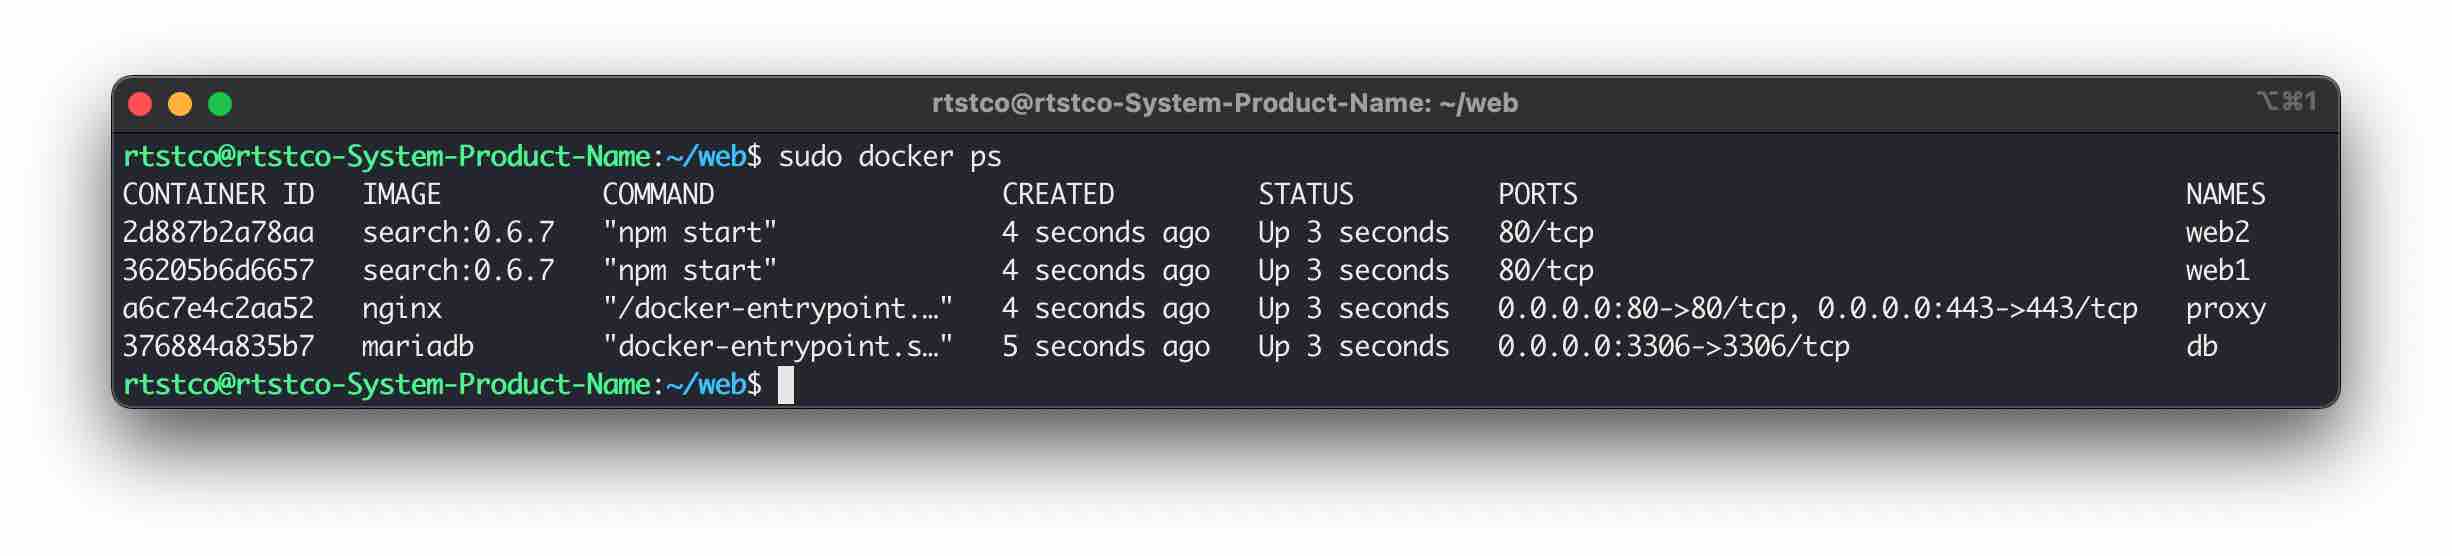 rtstco@rtstco-System-Product-Name: ~/web ⌥⌘1
rtstco@rtstco-System-Product-Name:~/web$ sudo docker ps
CONTAINER ID   IMAGE          COMMAND                  CREATED         STATUS         PORTS                                      NAMES
2d887b2a78aa   search:0.6.7   "npm start"              4 seconds ago   Up 3 seconds   80/tcp                                     web2
36205b6d6657   search:0.6.7   "npm start"              4 seconds ago   Up 3 seconds   80/tcp                                     web1
a6c7e4c2aa52   nginx          "/docker-entrypoint.…"   4 seconds ago   Up 3 seconds   0.0.0.0:80->80/tcp, 0.0.0.0:443->443/tcp   proxy
376884a835b7   mariadb        "docker-entrypoint.s…"   5 seconds ago   Up 3 seconds   0.0.0.0:3306->3306/tcp                     db
rtstco@rtstco-System-Product-Name:~/web$